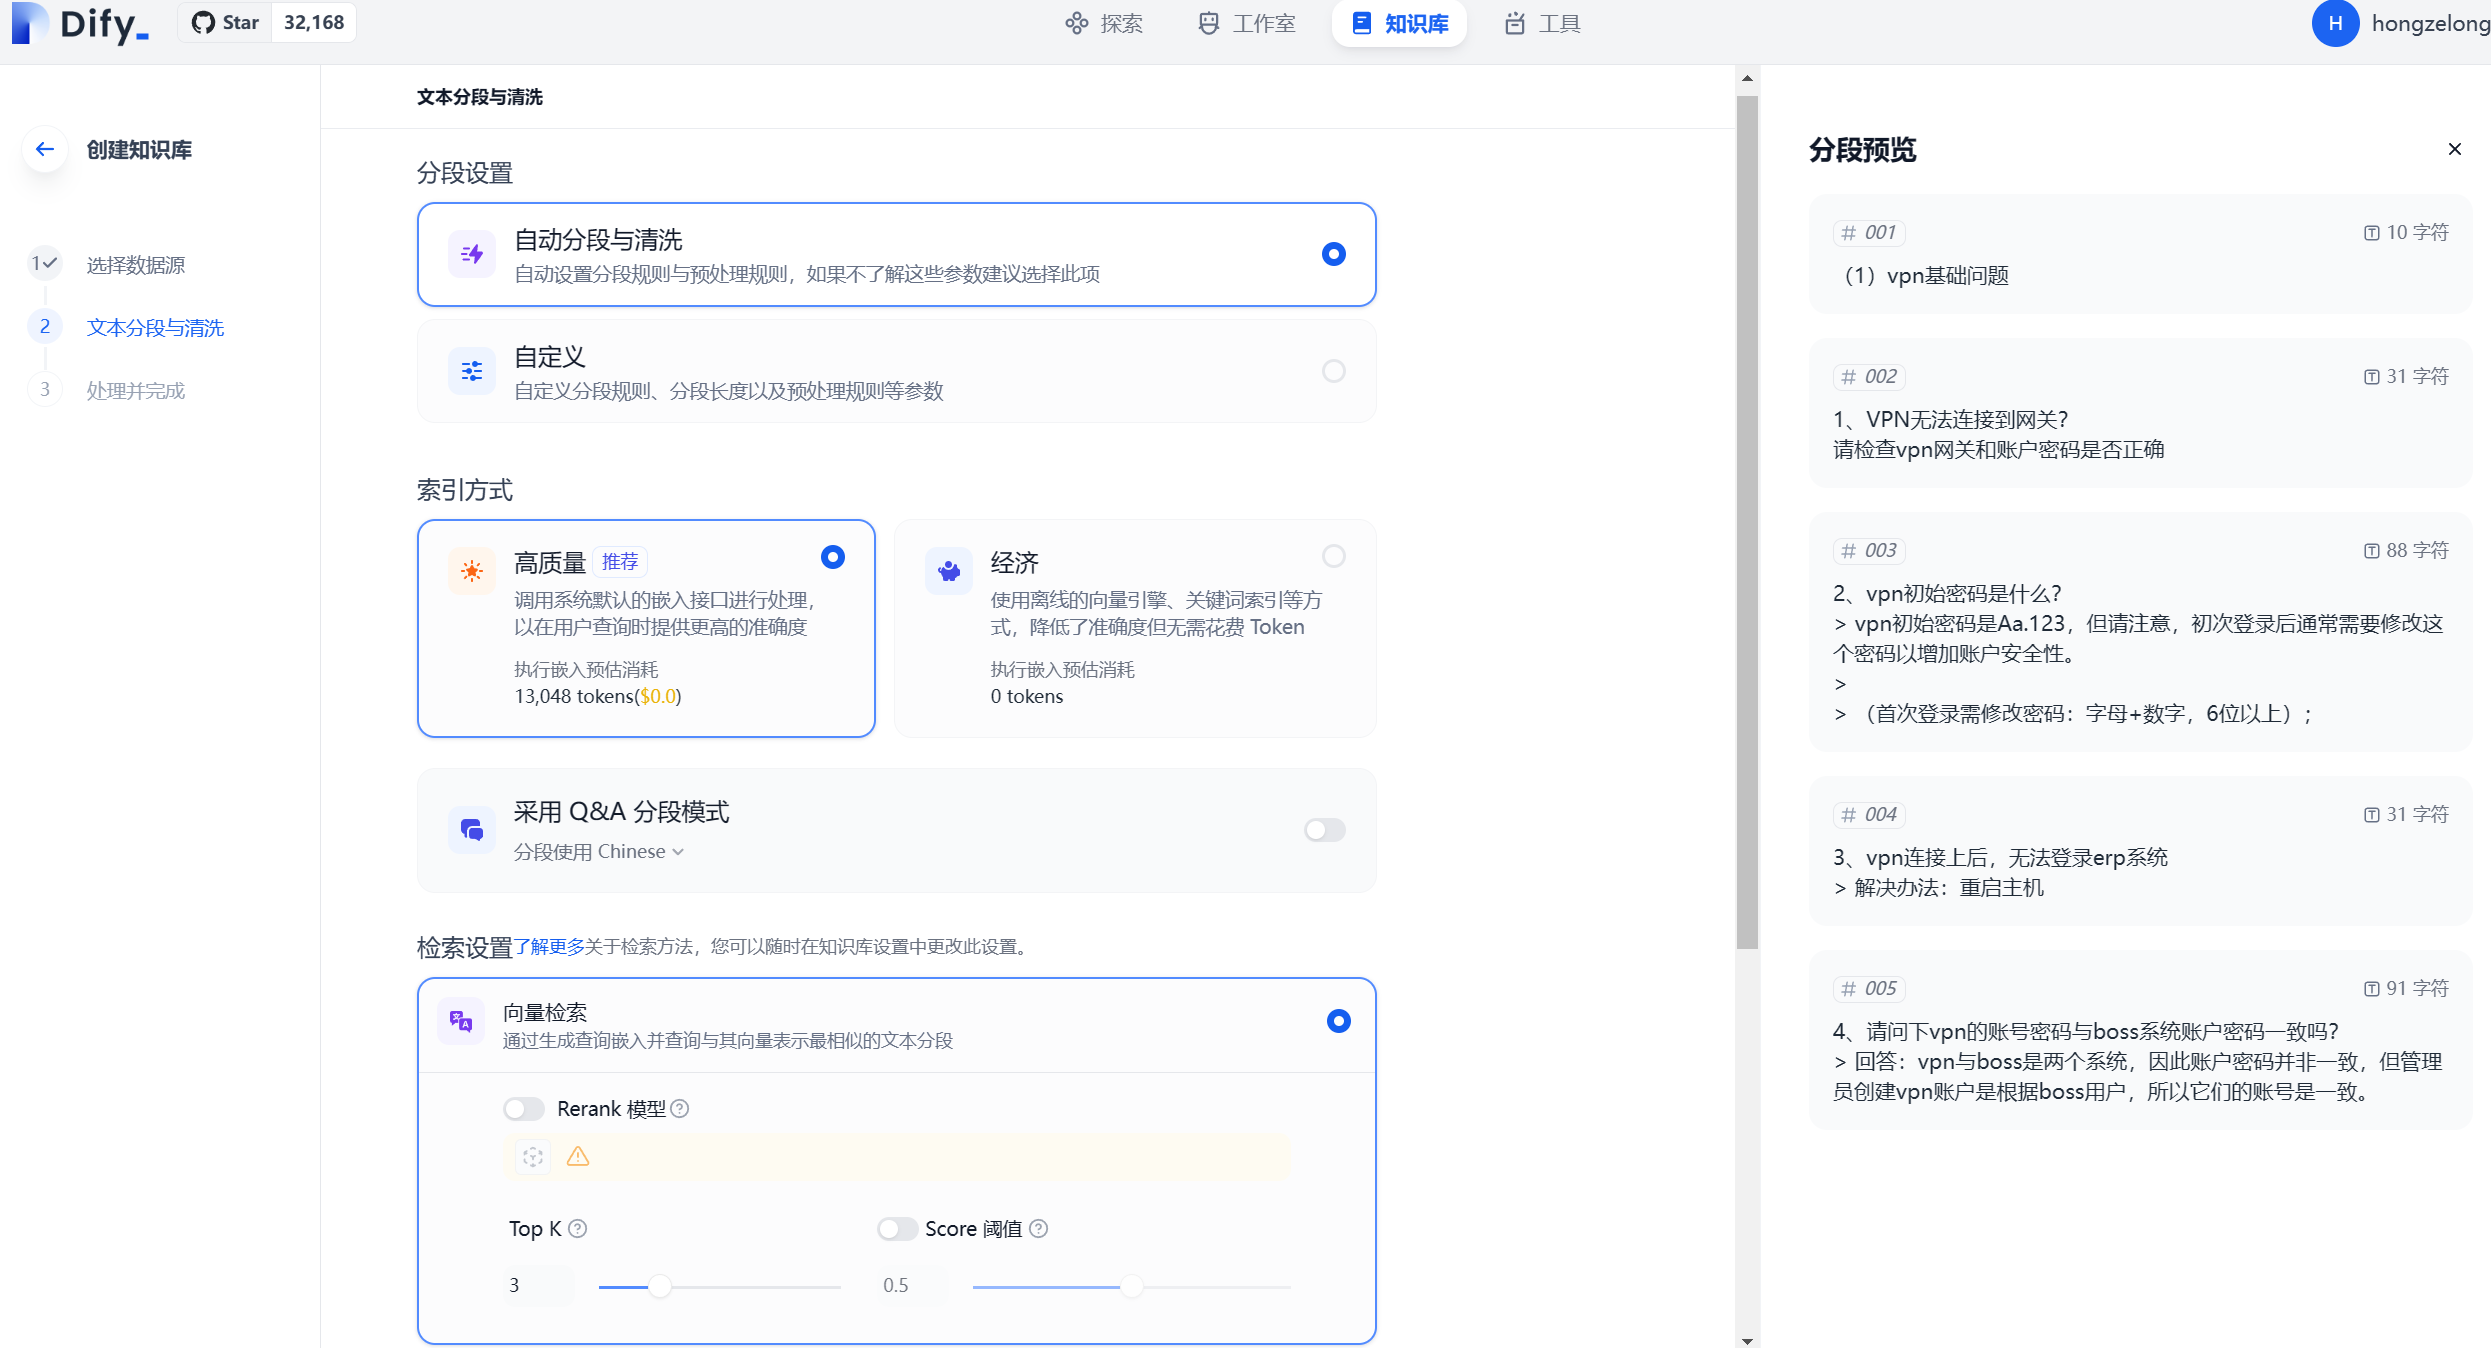 Dify_
Star 32,168
探索
工作室
知识库
工具
H hongzelong
创建知识库
1 选择数据源
2 文本分段与清洗
3 处理并完成
文本分段与清洗
分段设置
自动分段与清洗
自动设置分段规则与预处理规则，如果不了解这些参数建议选择此项
自定义
自定义分段规则、分段长度以及预处理规则等参数
索引方式
高质量 推荐
调用系统默认的嵌入接口进行处理，
以在用户查询时提供更高的准确度
执行嵌入预估消耗
13,048 tokens($0.0)
经济
使用离线的向量引擎、关键词索引等方
式，降低了准确度但无需花费 Token
执行嵌入预估消耗
0 tokens
采用 Q&A 分段模式
分段使用 Chinese
检索设置了解更多关于检索方法，您可以随时在知识库设置中更改此设置。
向量检索
通过生成查询嵌入并查询与其向量表示最相似的文本分段
Rerank 模型
Top K
Score 阈值
3
0.5
分段预览
# 001
10 字符
（1）vpn基础问题
# 002
31 字符
1、VPN无法连接到网关？
请检查vpn网关和账户密码是否正确
# 003
88 字符
2、vpn初始密码是什么？
> vpn初始密码是Aa.123，但请注意，初次登录后通常需要修改这
个密码以增加账户安全性。
>
> （首次登录需修改密码：字母+数字，6位以上）;
# 004
31 字符
3、vpn连接上后，无法登录erp系统
> 解决办法：重启主机
# 005
91 字符
4、请问下vpn的账号密码与boss系统账户密码一致吗？
> 回答：vpn与boss是两个系统，因此账户密码并非一致，但管理
员创建vpn账户是根据boss用户，所以它们的账号是一致。